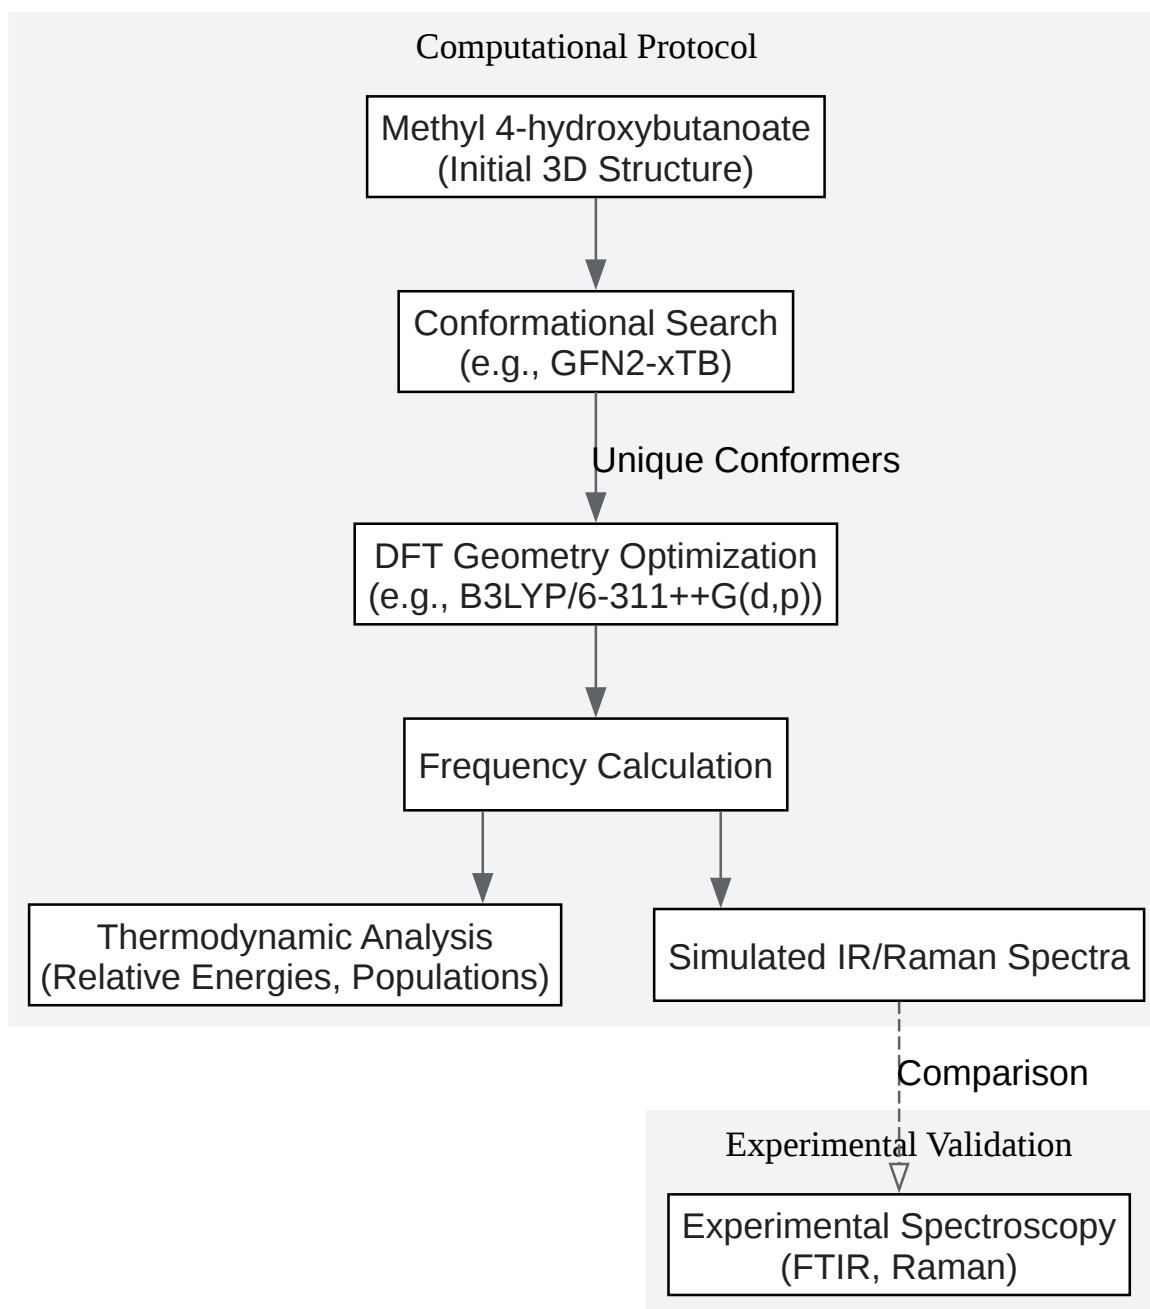 Computational Protocol
Methyl 4-hydroxybutanoate
(Initial 3D Structure)
Conformational Search
(e.g., GFN2-xTB)
Unique Conformers
DFT Geometry Optimization
(e.g., B3LYP/6-311++G(d,p))
Frequency Calculation
Thermodynamic Analysis
(Relative Energies, Populations)
Simulated IR/Raman Spectra
Comparison
Experimental Validation
Experimental Spectroscopy
(FTIR, Raman)